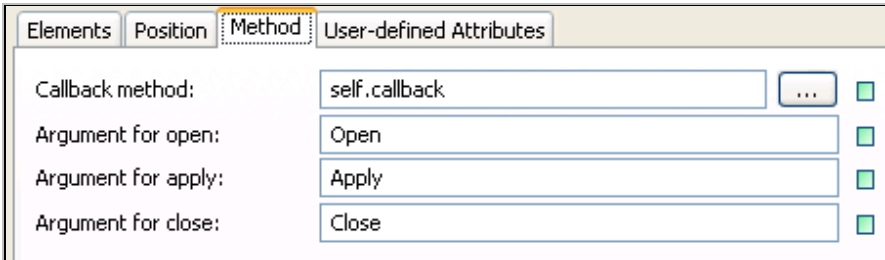 Elements Position Method User-defined Attributes
Callback method: self.callback ...
Argument for open: Open
Argument for apply: Apply
Argument for close: Close